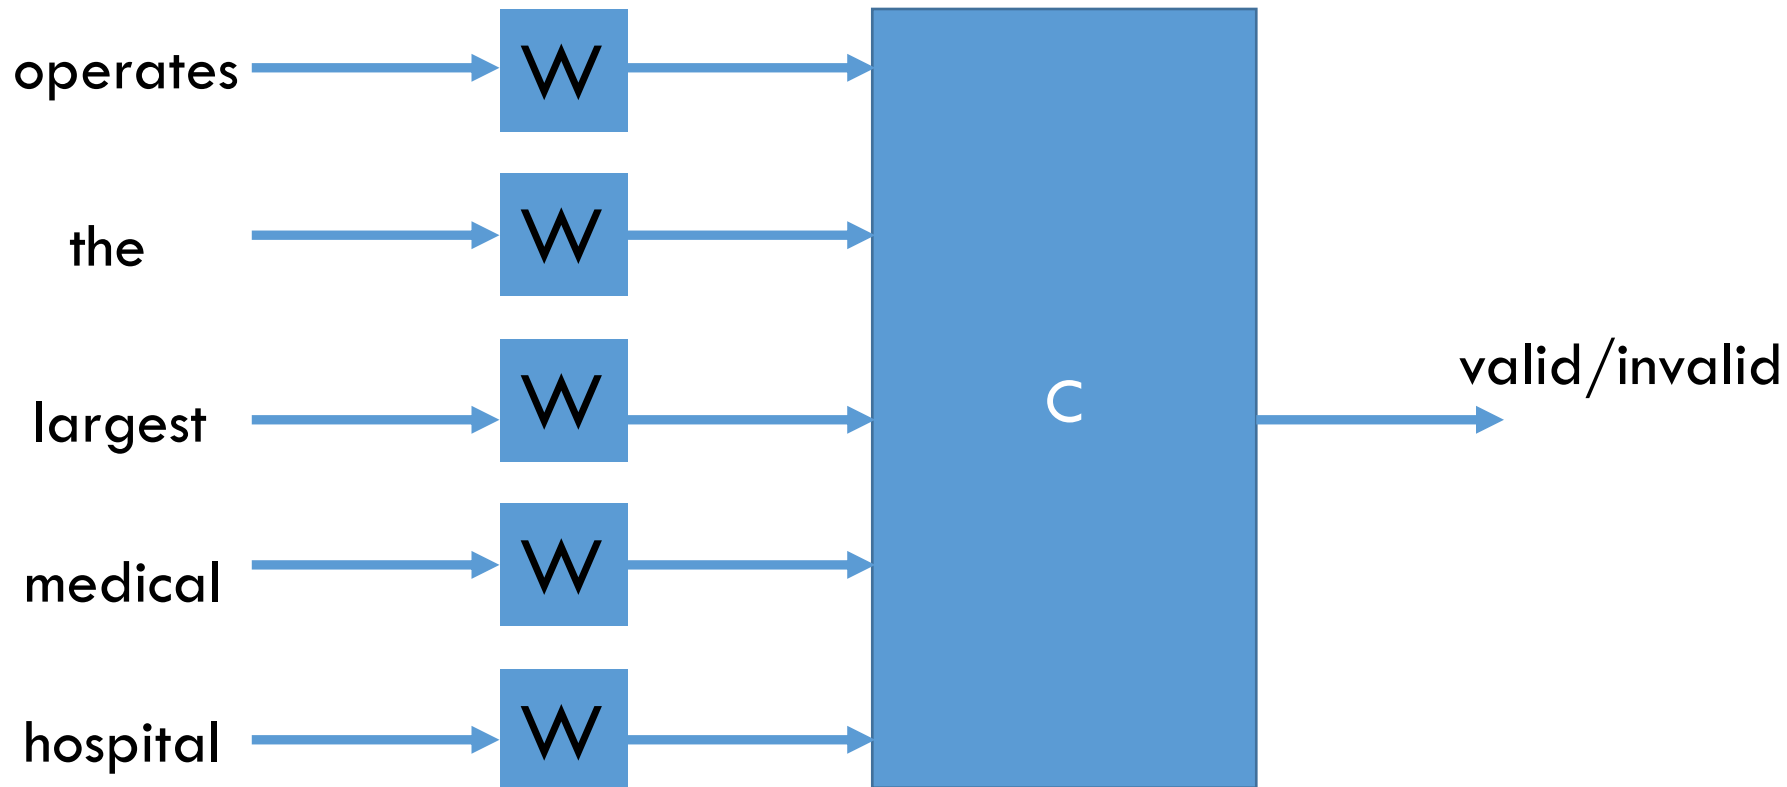 operates
W
the
W
largest
W
medical
W
hospital
W
C
valid/invalid